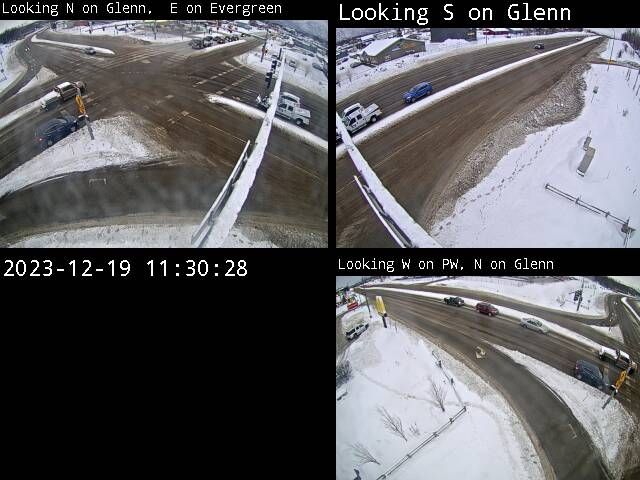 Looking N on Glenn,  E on Evergreen
Looking S on Glenn
2023-12-19 11:30:28
Looking W on PW, N on Glenn